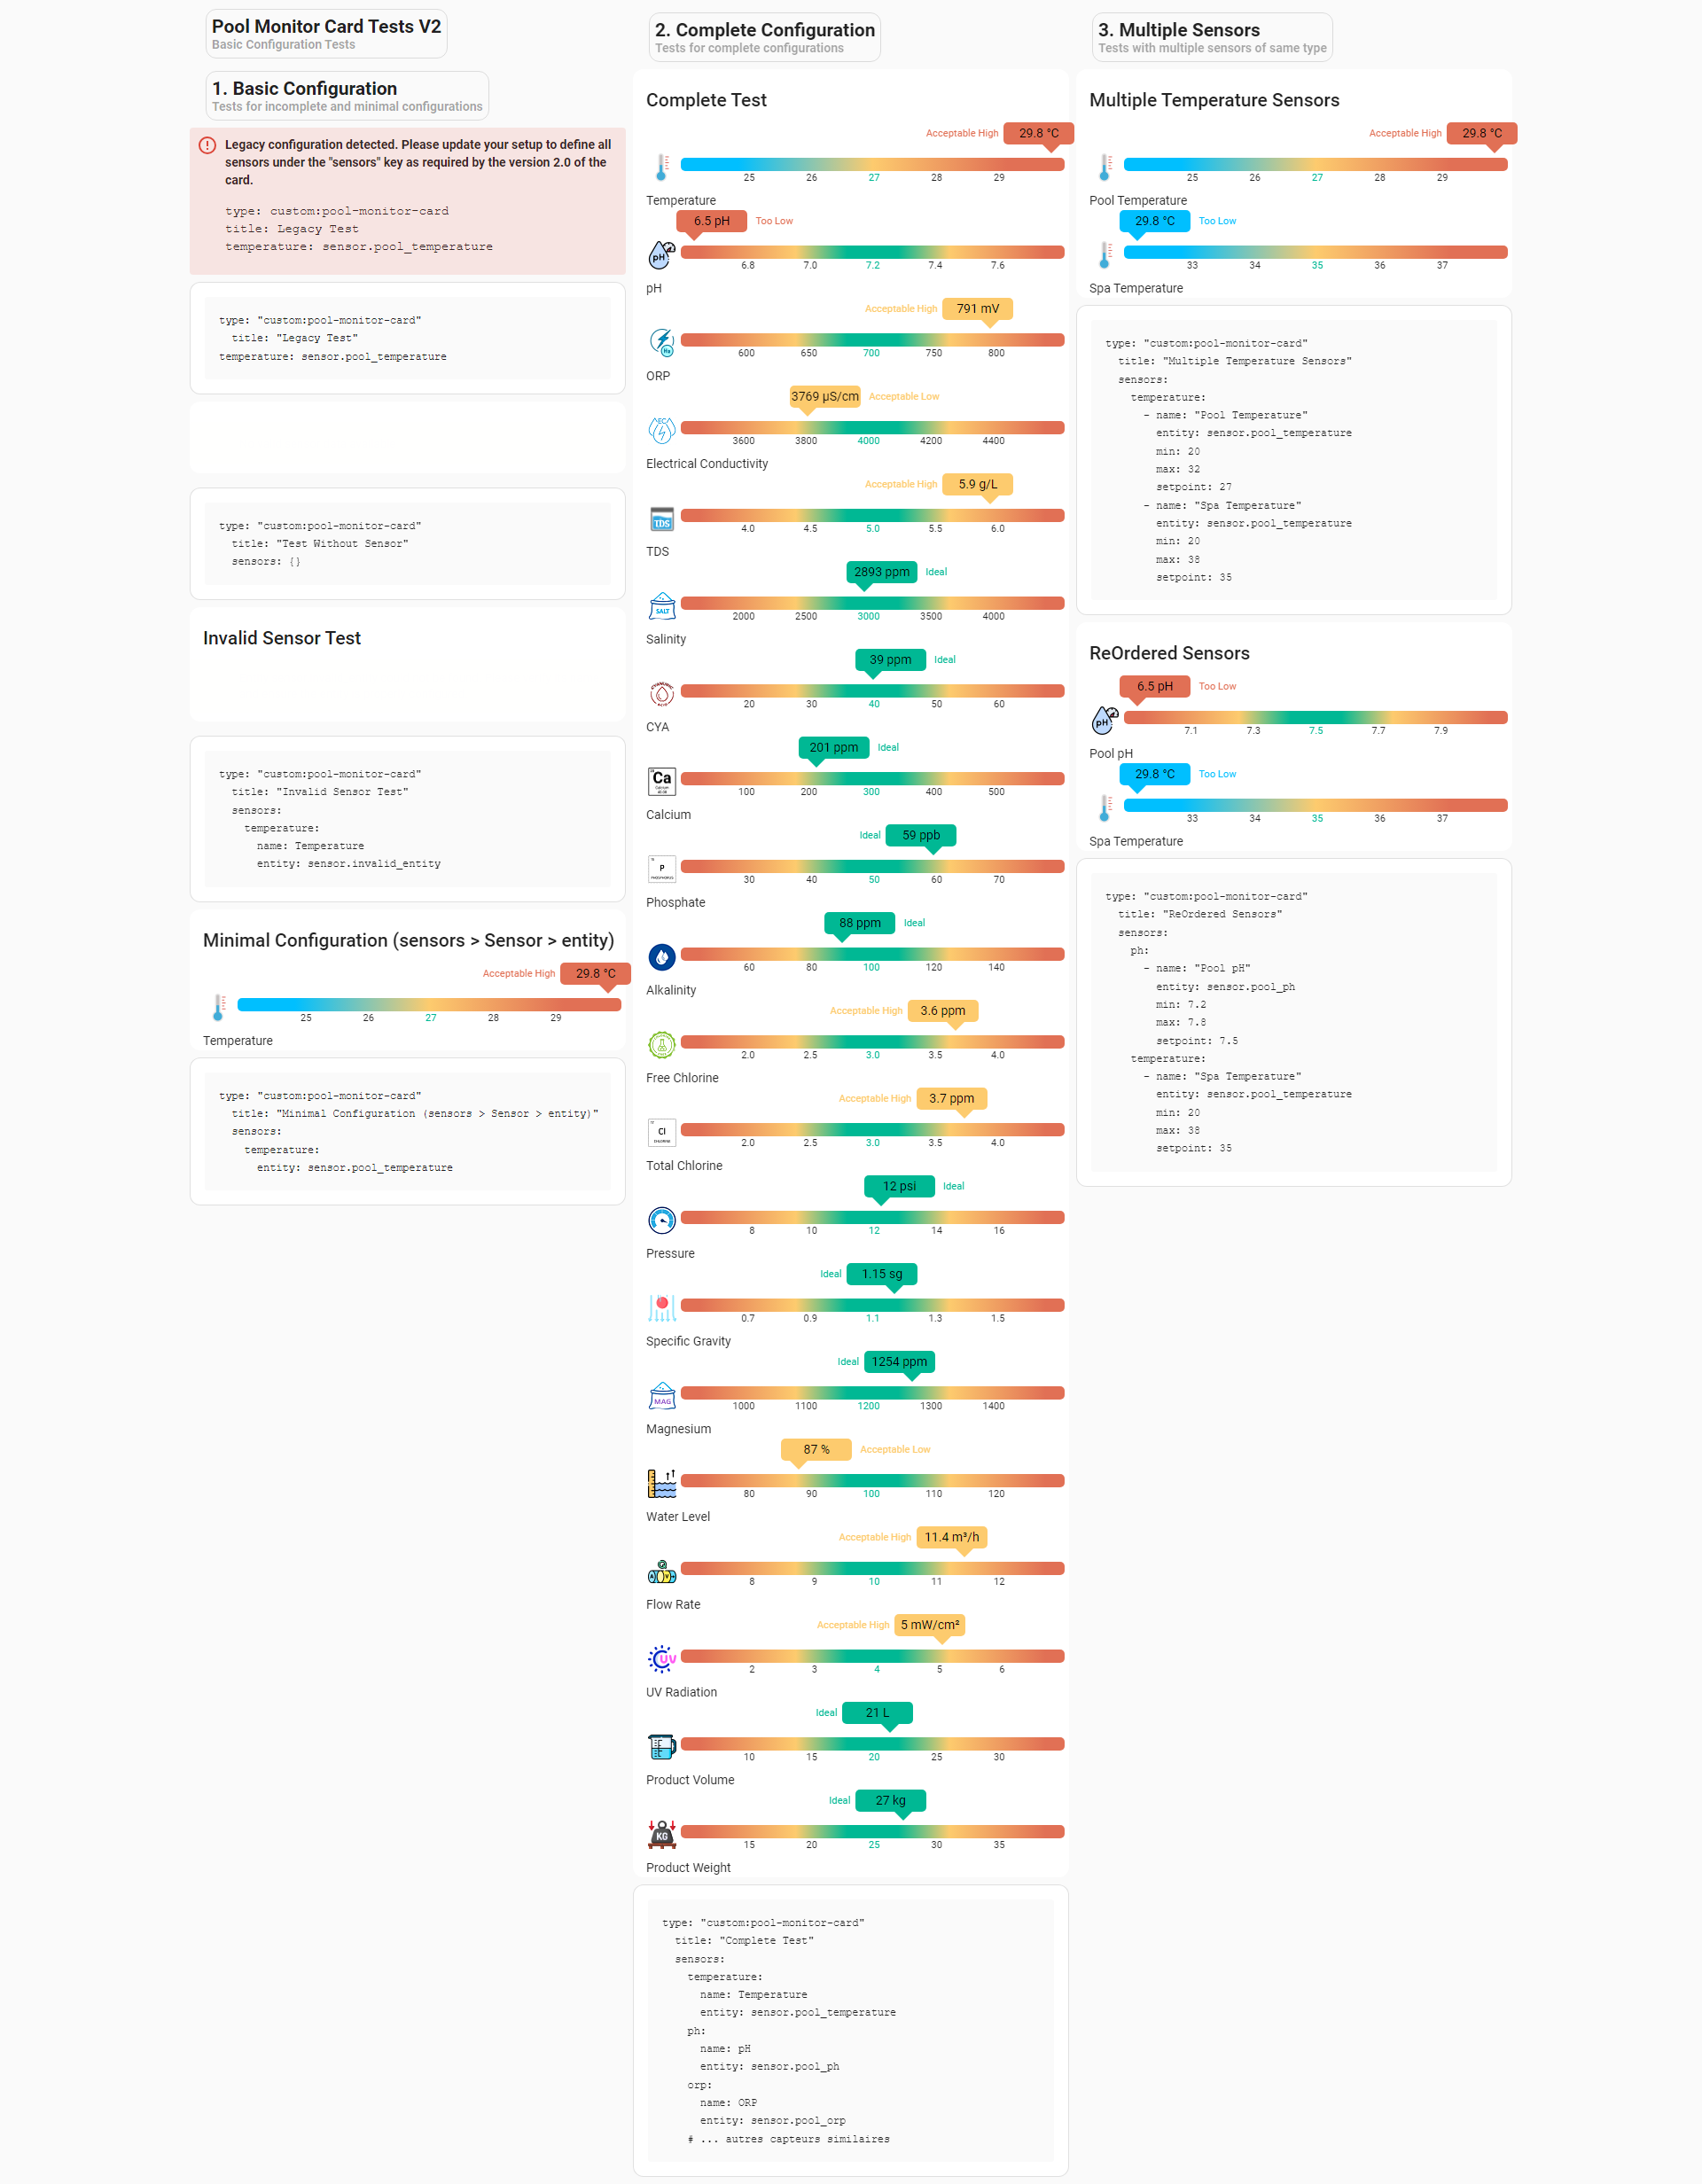 Pool Monitor Card Tests V2
Basic Configuration Tests
1. Basic Configuration
Tests for incomplete and minimal configurations
Legacy configuration detected. Please update your setup to define all
sensors under the "sensors" key as required by the version 2.0 of the
card.
type: custom:pool-monitor-card
title: Legacy Test
temperature: sensor.pool_temperature
type: "custom:pool-monitor-card"
title: "Legacy Test"
temperature: sensor.pool_temperature
type: "custom:pool-monitor-card"
title: "Test Without Sensor"
sensors: {}
Invalid Sensor Test
type: "custom:pool-monitor-card"
title: "Invalid Sensor Test"
sensors:
temperature:
name: Temperature
entity: sensor.invalid_entity
Minimal Configuration (sensors > Sensor > entity)
Acceptable High 29.8 °C
25 26 27 28 29
Temperature
type: "custom:pool-monitor-card"
title: "Minimal Configuration (sensors > Sensor > entity)"
sensors:
temperature:
entity: sensor.pool_temperature
2. Complete Configuration
Tests for complete configurations
Complete Test
Acceptable High 29.8 °C
25 26 27 28 29
Temperature
6.5 pH Too Low
pH
6.8 7.0 7.2 7.4 7.6
pH
Acceptable High 791 mV
600 650 700 750 800
ORP
3769 µS/cm Acceptable Low
EC
3600 3800 4000 4200 4400
Electrical Conductivity
Acceptable High 5.9 g/L
TDS
4.0 4.5 5.0 5.5 6.0
TDS
2893 ppm Ideal
SALT
2000 2500 3000 3500 4000
Salinity
39 ppm Ideal
20 30 40 50 60
CYA
201 ppm Ideal
Ca
100 200 300 400 500
Calcium
Ideal 59 ppb
P
30 40 50 60 70
Phosphate
88 ppm Ideal
60 80 100 120 140
Alkalinity
Acceptable High 3.6 ppm
2.0 2.5 3.0 3.5 4.0
Free Chlorine
Acceptable High 3.7 ppm
Cl
2.0 2.5 3.0 3.5 4.0
Total Chlorine
12 psi Ideal
8 10 12 14 16
Pressure
Ideal 1.15 sg
0.7 0.9 1.1 1.3 1.5
Specific Gravity
Ideal 1254 ppm
MAG
1000 1100 1200 1300 1400
Magnesium
87 % Acceptable Low
80 90 100 110 120
Water Level
Acceptable High 11.4 m³/h
8 9 10 11 12
Flow Rate
Acceptable High 5 mW/cm²
UV
2 3 4 5 6
UV Radiation
Ideal 21 L
10 15 20 25 30
Product Volume
Ideal 27 kg
KG
15 20 25 30 35
Product Weight
type: "custom:pool-monitor-card"
title: "Complete Test"
sensors:
temperature:
name: Temperature
entity: sensor.pool_temperature
ph:
name: pH
entity: sensor.pool_ph
orp:
name: ORP
entity: sensor.pool_orp
# ... autres capteurs similaires
3. Multiple Sensors
Tests with multiple sensors of same type
Multiple Temperature Sensors
Acceptable High 29.8 °C
25 26 27 28 29
Pool Temperature
29.8 °C Too Low
33 34 35 36 37
Spa Temperature
type: "custom:pool-monitor-card"
title: "Multiple Temperature Sensors"
sensors:
temperature:
- name: "Pool Temperature"
entity: sensor.pool_temperature
min: 20
max: 32
setpoint: 27
- name: "Spa Temperature"
entity: sensor.pool_temperature
min: 20
max: 38
setpoint: 35
ReOrdered Sensors
6.5 pH Too Low
pH
7.1 7.3 7.5 7.7 7.9
Pool pH
29.8 °C Too Low
33 34 35 36 37
Spa Temperature
type: "custom:pool-monitor-card"
title: "ReOrdered Sensors"
sensors:
ph:
- name: "Pool pH"
entity: sensor.pool_ph
min: 7.2
max: 7.8
setpoint: 7.5
temperature:
- name: "Spa Temperature"
entity: sensor.pool_temperature
min: 20
max: 38
setpoint: 35